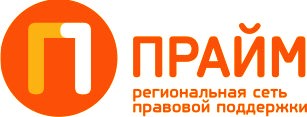 ПРАЙМ
региональная сеть
правовой поддержки